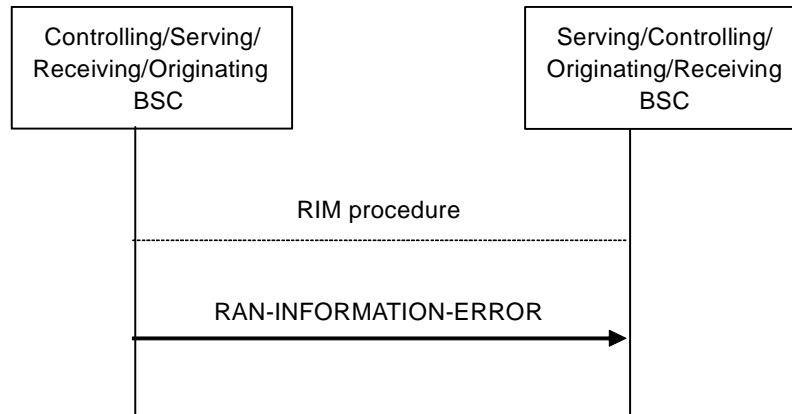 Controlling/Serving/
Receiving/Originating
BSC
Serving/Controlling/
Originating/Receiving
BSC
RIM procedure
RAN-INFORMATION-ERROR